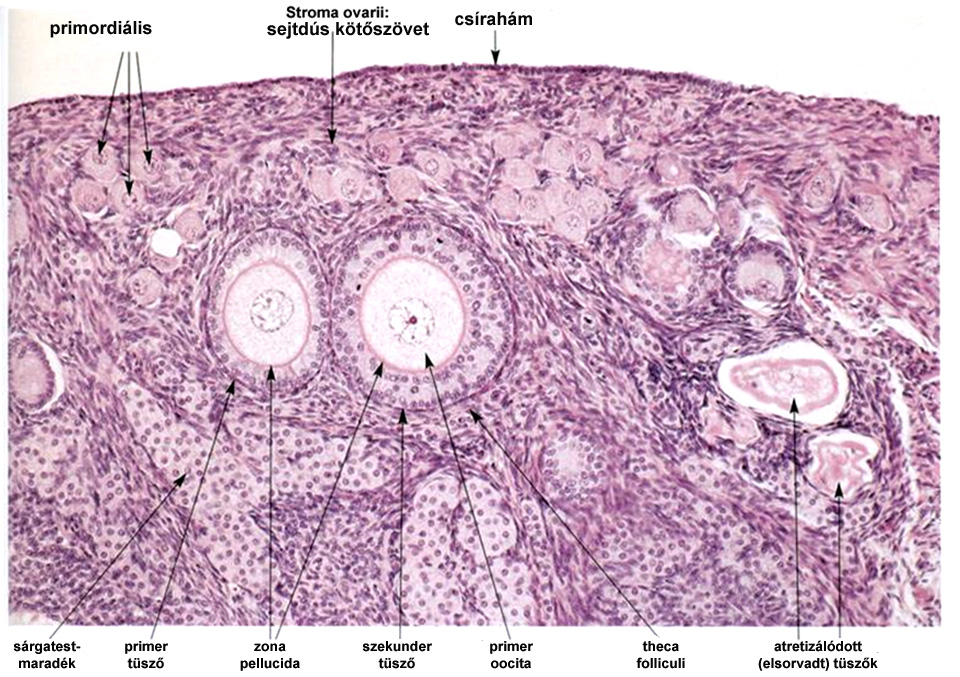 primordiális
Stroma ovarii:
sejtdús kötőszövet
csírahám
sárgatest-
maradék
primer
tüsző
zona
pellucida
szekunder
tüsző
primer
oocita
theca
folliculi
atretizálódott
(elsorvadt) tüszők